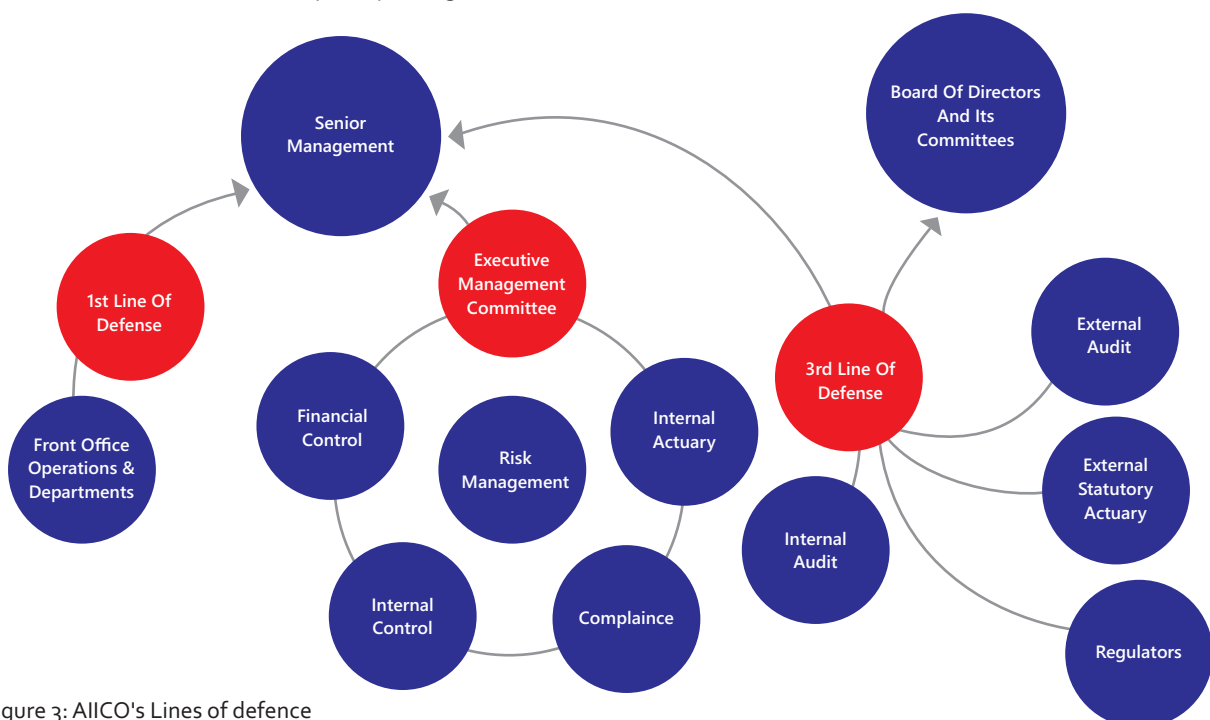 Senior
Management
Board Of Directors
And Its
Committees
1st Line Of
Defense
Executive
Management
Committee
3rd Line Of
Defense
External
Audit
Front Office
Operations &
Departments
Financial
Control
Risk
Management
Internal
Actuary
External
Statutory
Actuary
Internal
Audit
Internal
Control
Complaince
Regulators
gure 3: AIICO's Lines of defence